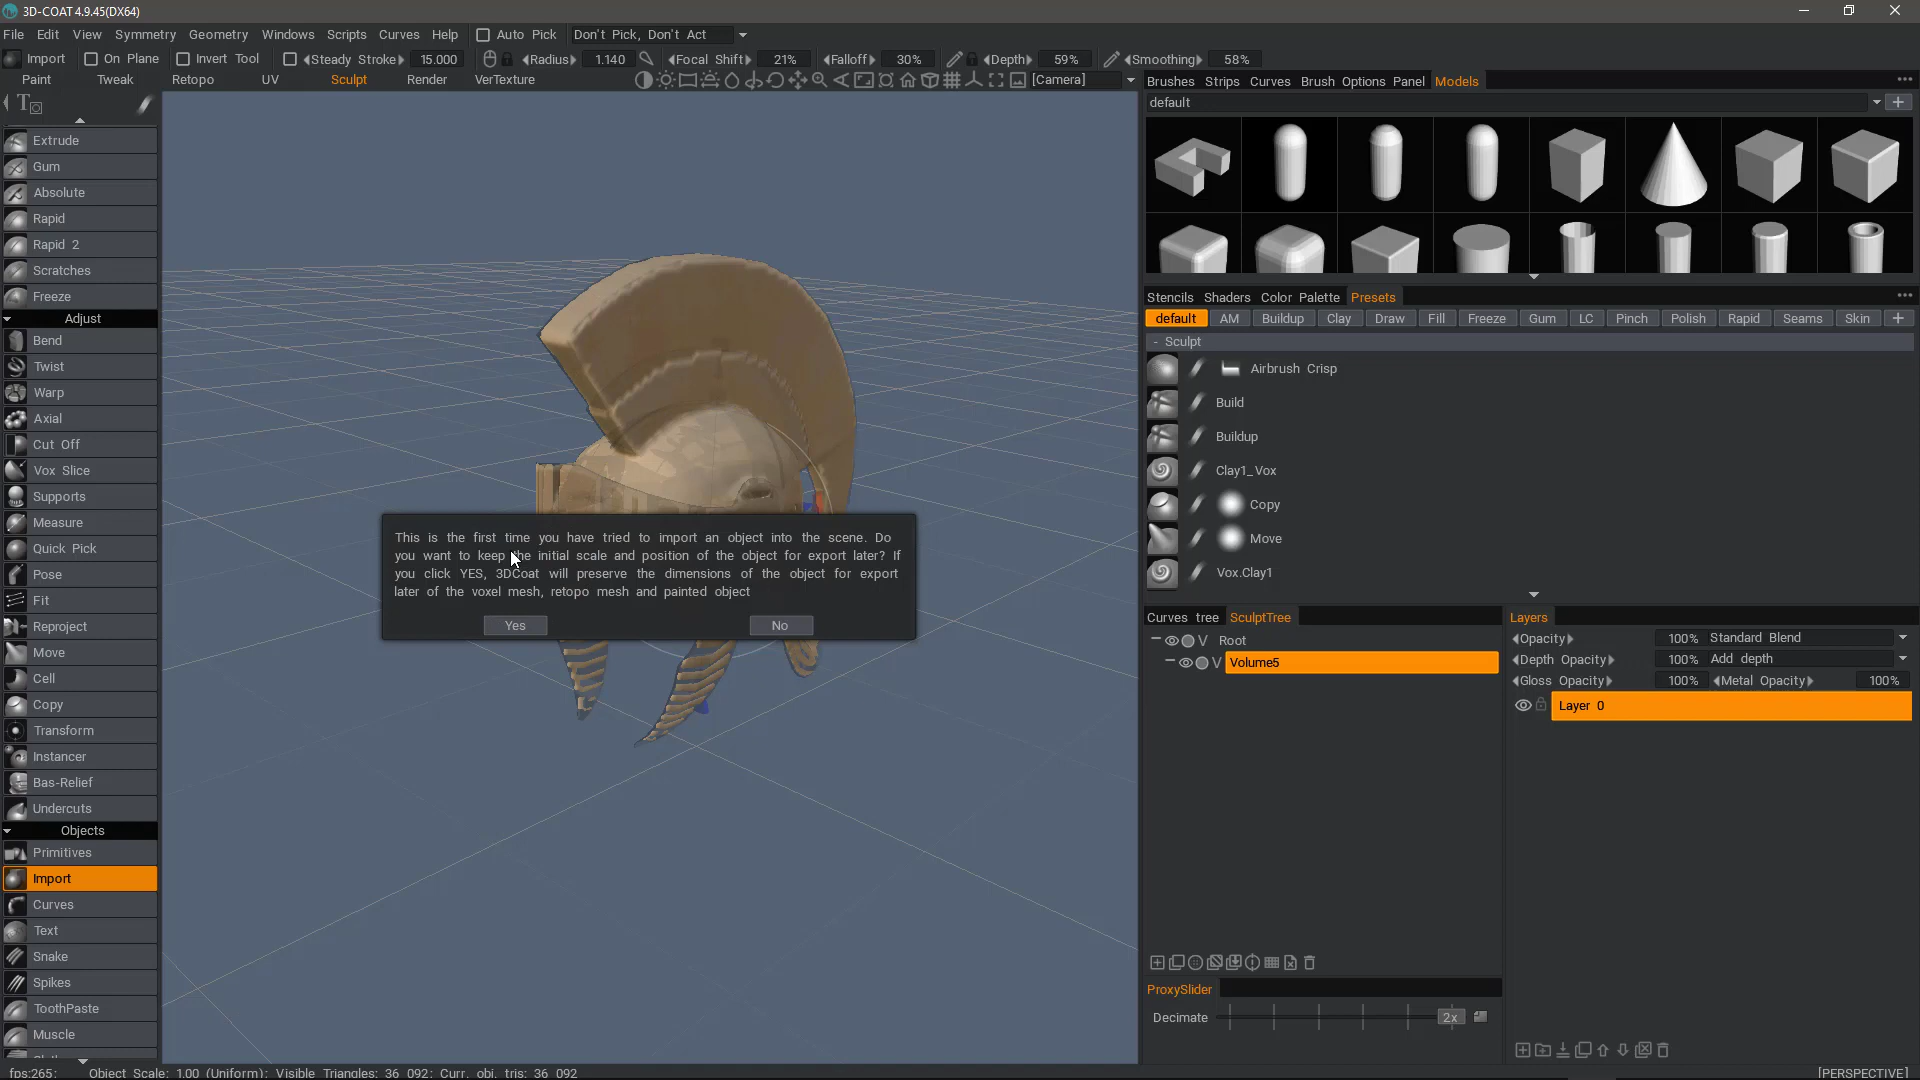 3D-COAT 4.9.45(DX64)
File Edit View Symmetry Geometry Windows Scripts Curves Help Auto Pick Don't Pick, Don't Act
Import On Plane Invert Tool Steady Stroke 15.000 Radius 1.140 Focal Shift 21% Falloff 30% Depth 59% Smoothing 58%
Paint Tweak Retopo UV Sculpt Render VerTexture [Camera]
Extrude
Gum
Absolute
Rapid
Rapid 2
Scratches
Freeze
Adjust
Bend
Twist
Warp
Axial
Cut Off
Vox Slice
Supports
Measure
Quick Pick
Pose
Fit
Reproject
Move
Cell
Copy
Transform
Instancer
Bas-Relief
Undercuts
Objects
Primitives
Import
Curves
Text
Snake
Spikes
ToothPaste
Muscle
This is the first time you have tried to import an object into the scene. Do
you want to keep the initial scale and position of the object for export later? If
you click YES, 3DCoat will preserve the dimensions of the object for export
later of the voxel mesh, retopo mesh and painted object
Yes No
Brushes Strips Curves Brush Options Panel Models
default
Stencils Shaders Color Palette Presets
default AM Buildup Clay Draw Fill Freeze Gum LC Pinch Polish Rapid Seams Skin
- Sculpt
Airbrush Crisp
Build
Buildup
Clay1_Vox
Copy
Move
Vox.Clay1
Curves tree SculptTree
V Root
V Volume5
ProxySlider
Decimate 2x
Layers
Opacity 100% Standard Blend
Depth Opacity 100% Add depth
Gloss Opacity 100% Metal Opacity 100%
Layer 0
fps:265; Object Scale: 1.00 (Uniform); Visible Triangles: 36 092; Curr. obj. tris: 36 092 [PERSPECTIVE]